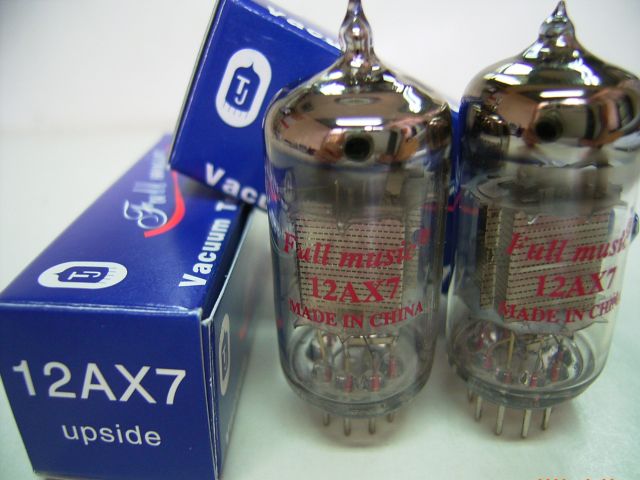 Vacuum
TJ
Vacuum T
Full music
TJ
Vacuum T
12AX7
upside
Full music®
12AX7
MADE IN CHINA
Full music
12AX7
MADE IN CHINA